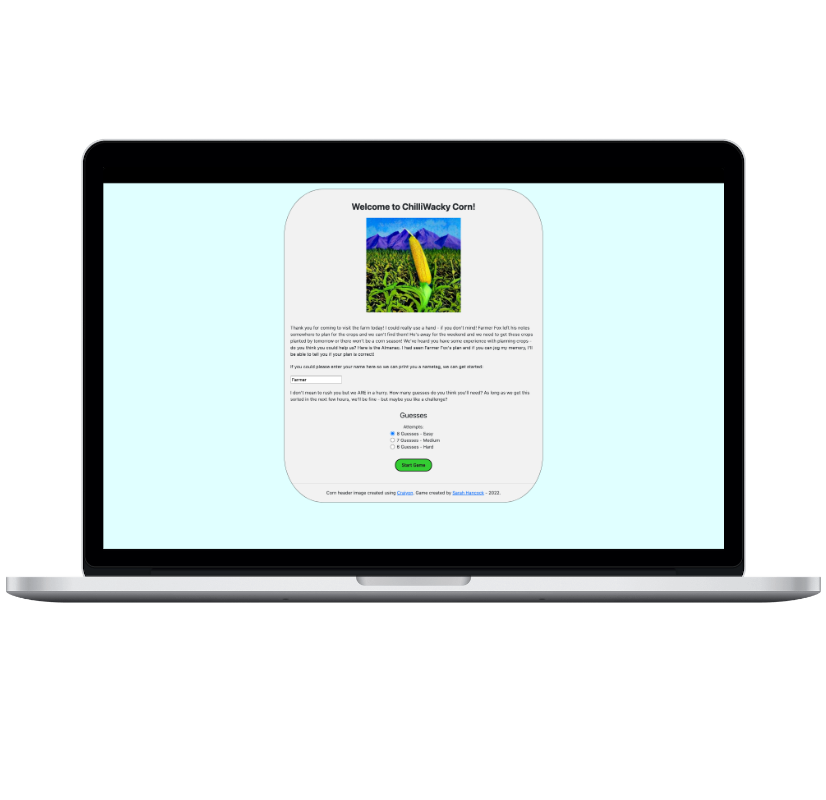 Welcome to ChilliWacky Corn!
Thank you for coming to visit the farm today! I could really use a hand - if you don't mind! Farmer Fox left his notes
somewhere to plan for the crops and we can't find them! He's away for the weekend and we need to get these crops
planted by tomorrow or there won't be a corn season! We've heard you have some experience with planning crops -
do you think you could help us? Here is the Almanac. I had seen Farmer Fox's plan and if you can jog my memory, I'll
be able to tell you if your plan is correct!
If you could please enter your name here so we can print you a nametag, we can get started:
Farmer
I don't mean to rush you but we ARE in a hurry. How many guesses do you think you'll need? As long as we get this
sorted in the next few hours, we'll be fine - but maybe you like a challenge?
Guesses
Attempts:
8 Guesses - Easy
7 Guesses - Medium
6 Guesses - Hard
Start Game
Corn header image created using Craiyon. Game created by Sarah Hancock - 2022.